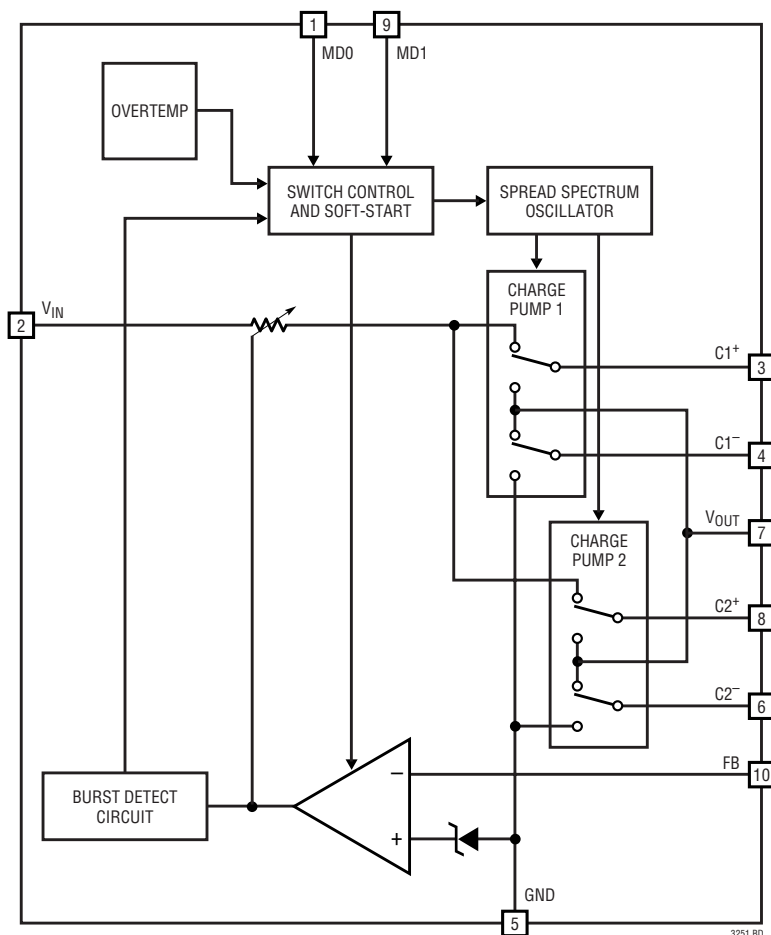 1
9
MD0
MD1
OVERTEMP
SWITCH CONTROL
AND SOFT-START
SPREAD SPECTRUM
OSCILLATOR
CHARGE
PUMP 1
2
VIN
C1+
3
C1–
4
VOUT
7
CHARGE
PUMP 2
C2+
8
C2–
6
FB
10
–
+
BURST DETECT
CIRCUIT
GND
5
3251 BD